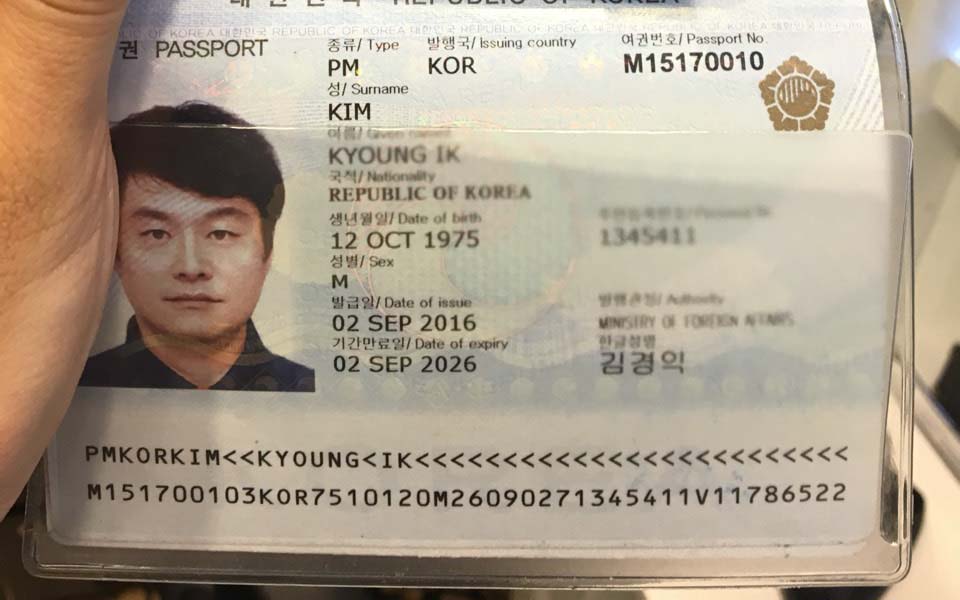 대한민국 REPUBLIC OF KOREA
권 PASSPORT
종류/ Type 발행국/ Issuing country 여권번호/ Passport No.
PM KOR M15170010
성/ Surname
KIM
이름/ Given names
KYOUNG IK
국적/ Nationality
REPUBLIC OF KOREA
생년월일/ Date of birth 주민등록번호/ Personal No.
12 OCT 1975 1345411
성별/ Sex
M
발급일/ Date of issue 발행관청/ Authority
02 SEP 2016 MINISTRY OF FOREIGN AFFAIRS
기간만료일/ Date of expiry 한글성명
02 SEP 2026 김경익
PMKORKIM<<KYOUNG<IK<<<<<<<<<<<<<<<<<<<<<<<<<
M151700103KOR7510120M26090271345411V11786522